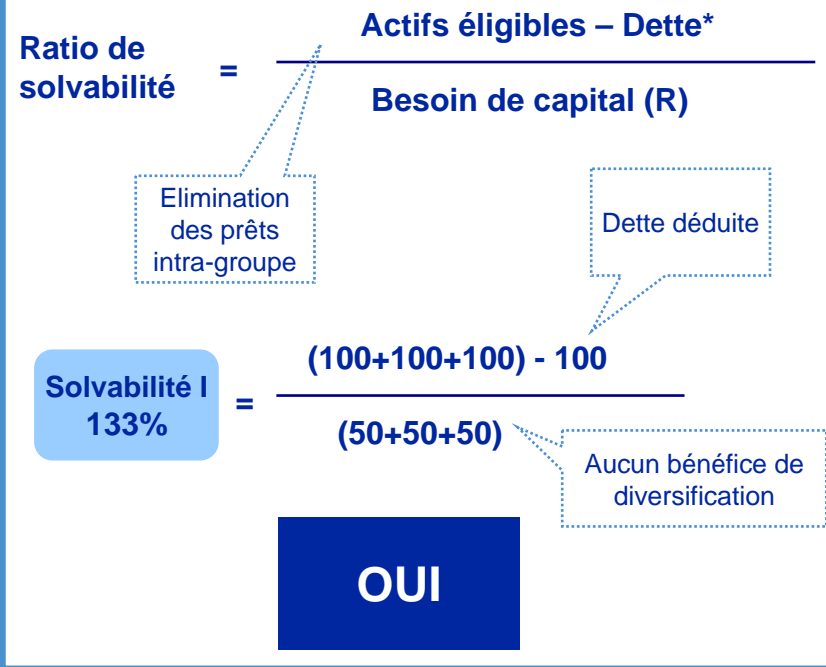 Actifs éligibles – Dette*
Ratio de
solvabilité
=
Besoin de capital (R)
Elimination
des prêts
intra-groupe
Dette déduite
(100+100+100) - 100
Solvabilité I
133%
=
(50+50+50)
Aucun bénéfice de
diversification
OUI